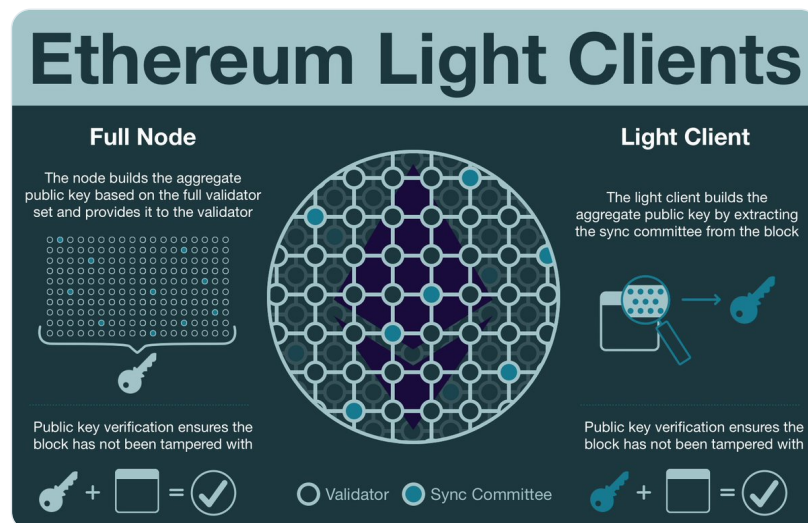 Ethereum Light Clients
Full Node
The node builds the aggregate
public key based on the full validator
set and provides it to the validator
Public key verification ensures the
block has not been tampered with
Validator
Sync Committee
Light Client
The light client builds the
aggregate public key by extracting
the sync committee from the block
Public key verification ensures the
block has not been tampered with